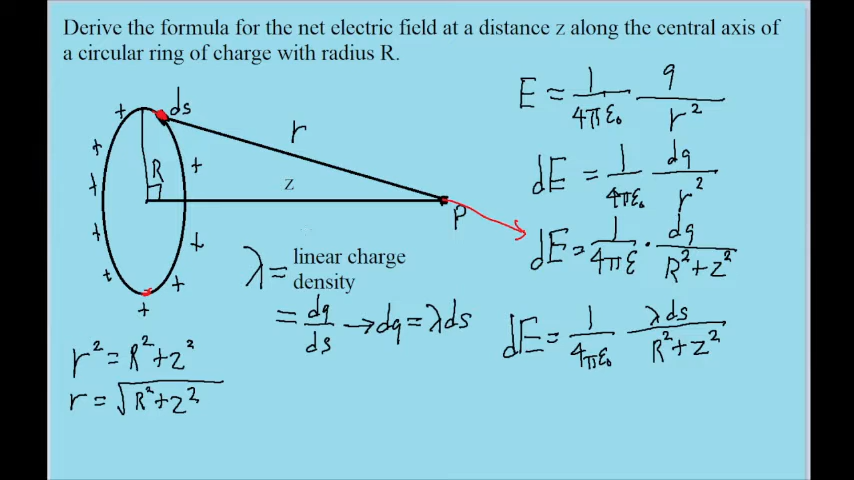 Derive the formula for the net electric field at a distance z along the central axis of
a circular ring of charge with radius R.
+ + + + + + + + + +
ds
r
R
z
P
λ = linear charge
density
= dq/ds → dq = λds
r² = R² + z²
r = √(R² + z²)
E = 1/4πε₀ q/r²
dE = 1/4πε₀ dq/r²
dE = 1/4πε · dq/R² + z²
dE = 1/4πε₀ λds/R² + z²